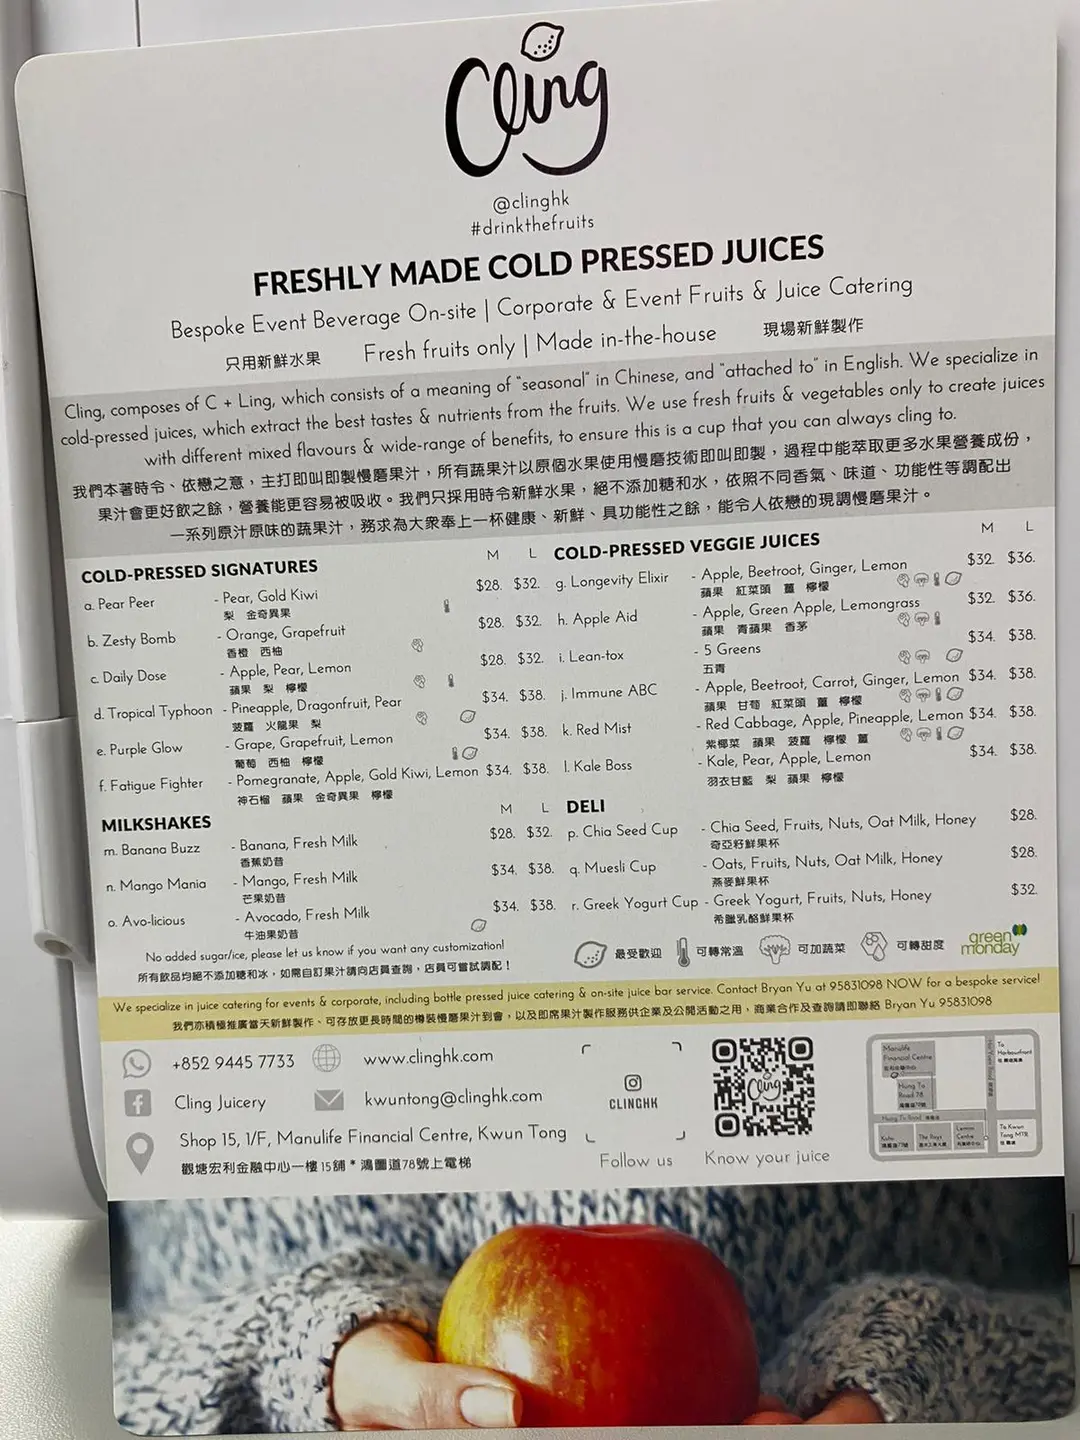 Cling
@clinghk
#drinkthefruits
FRESHLY MADE COLD PRESSED JUICES
Bespoke Event Beverage On-site | Corporate & Event Fruits & Juice Catering
只用新鮮水果 Fresh fruits only | Made in-the-house 現場新鮮製作
Cling, composes of C + Ling, which consists of a meaning of "seasonal" in Chinese, and "attached to" in English. We specialize in
cold-pressed juices, which extract the best tastes & nutrients from the fruits. We use fresh fruits & vegetables only to create juices
with different mixed flavours & wide-range of benefits, to ensure this is a cup that you can always cling to.
我們本著時令、依戀之意，主打即叫即製慢磨果汁，所有蔬果汁以原個水果使用慢磨技術即叫即製，過程中能萃取更多水果營養成份，
果汁會更好飲之餘，營養能更容易被吸收。我們只採用時令新鮮水果，絕不添加糖和水，依照不同香氣、味道、功能性等調配出
一系列原汁原味的蔬果汁，務求為大衆奉上一杯健康、新鮮、具功能性之餘，能令人依戀的現調慢磨果汁。
COLD-PRESSED SIGNATURES M L
a. Pear Peer - Pear, Gold Kiwi $28. $32.
梨 金奇異果
b. Zesty Bomb - Orange, Grapefruit $28. $32.
香橙 西柚
c. Daily Dose - Apple, Pear, Lemon $28. $32.
蘋果 梨 檸檬
d. Tropical Typhoon - Pineapple, Dragonfruit, Pear $34. $38.
菠蘿 火龍果 梨
e. Purple Glow - Grape, Grapefruit, Lemon $34. $38.
葡萄 西柚 檸檬
f. Fatigue Fighter - Pomegranate, Apple, Gold Kiwi, Lemon $34. $38.
神石榴 蘋果 金奇異果 檸檬
MILKSHAKES M L
m. Banana Buzz - Banana, Fresh Milk $28. $32.
香蕉奶昔
n. Mango Mania - Mango, Fresh Milk $34. $38.
芒果奶昔
o. Avo-licious - Avocado, Fresh Milk $34. $38.
牛油果奶昔
No added sugar/ice, please let us know if you want any customization!
所有飲品均絕不添加糖和冰，如需自訂果汁請向店員查詢，店員可嘗試調配！
COLD-PRESSED VEGGIE JUICES M L
g. Longevity Elixir - Apple, Beetroot, Ginger, Lemon $32. $36.
蘋果 紅菜頭 薑 檸檬
h. Apple Aid - Apple, Green Apple, Lemongrass $32. $36.
蘋果 青蘋果 香茅
i. Lean-tox - 5 Greens $34. $38.
五青
j. Immune ABC - Apple, Beetroot, Carrot, Ginger, Lemon $34. $38.
蘋果 甘荀 紅菜頭 薑 檸檬
k. Red Mist - Red Cabbage, Apple, Pineapple, Lemon $34. $38.
紫椰菜 蘋果 菠蘿 檸檬 薑
l. Kale Boss - Kale, Pear, Apple, Lemon $34. $38.
羽衣甘藍 梨 蘋果 檸檬
DELI
p. Chia Seed Cup - Chia Seed, Fruits, Nuts, Oat Milk, Honey $28.
奇亞籽鮮果杯
q. Muesli Cup - Oats, Fruits, Nuts, Oat Milk, Honey $28.
燕麥鮮果杯
r. Greek Yogurt Cup - Greek Yogurt, Fruits, Nuts, Honey $32.
希臘乳酪鮮果杯
最受歡迎 可轉常溫 可加蔬菜 可轉甜度 green monday
We specialize in juice catering for events & corporate, including bottle pressed juice catering & on-site juice bar service. Contact Bryan Yu at 95831098 NOW for a bespoke service!
我們亦積極推廣當天新鮮製作、可存放更長時間的樽裝慢磨果汁到會，以及即席果汁製作服務供企業及公開活動之用，商業合作及查詢請即聯絡 Bryan Yu 95831098
+852 9445 7733 www.clinghk.com
Cling Juicery kwuntong@clinghk.com
Shop 15, 1/F, Manulife Financial Centre, Kwun Tong
觀塘宏利金融中心一樓15舖 * 鴻圖道78號上電梯
CLINGHK
Follow us
Cling
Know your juice
Manulife
Financial Centre
Hung To
Road 78
Hung To Road
The Rays
To
Harbourfront
To Kwun
Tong MTR